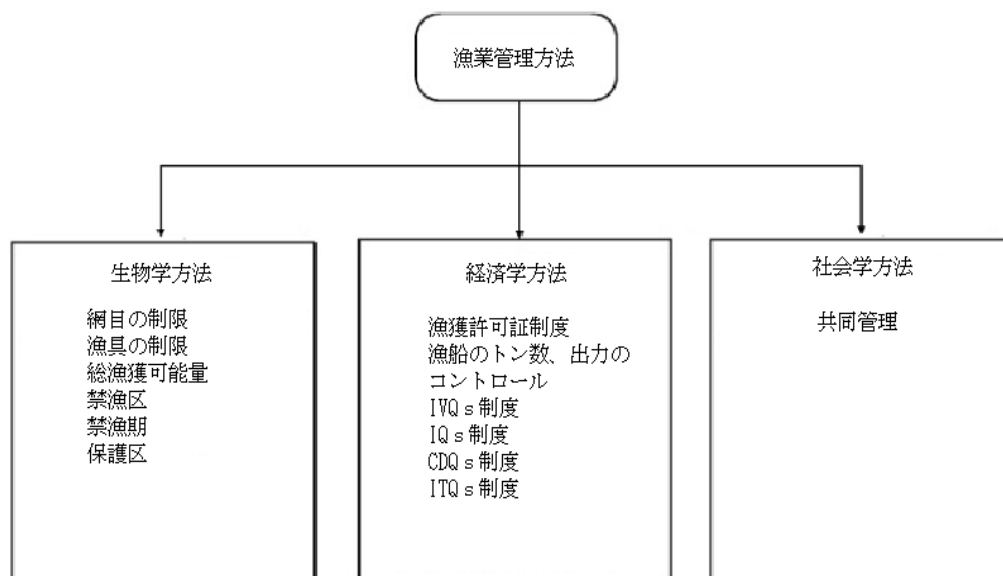 漁業管理方法
生物学方法
網目の制限
漁具の制限
総漁獲可能量
禁漁区
禁漁期
保護区
経済学方法
漁獲許可証制度
漁船のトン数、出力の
コントロール
IVQｓ制度
IQｓ制度
CDQｓ制度
ITQｓ制度
社会学方法
共同管理